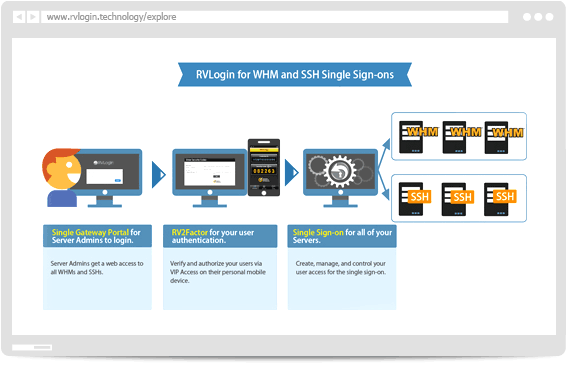 www.rvlogin.technology/explore
RVLogin for WHM and SSH Single Sign-ons
RVLogin
082263
WHM WHM WHM
SSH SSH SSH
Single Gateway Portal for
Server Admins to login.
Server Admins get a web access to
all WHMs and SSHs.
RV2Factor for your user
authentication.
Verify and authorize your users via
VIP Access on their personal mobile
device.
Single Sign-on for all of your
Servers.
Create, manage, and control your
user access for the single sign-on.